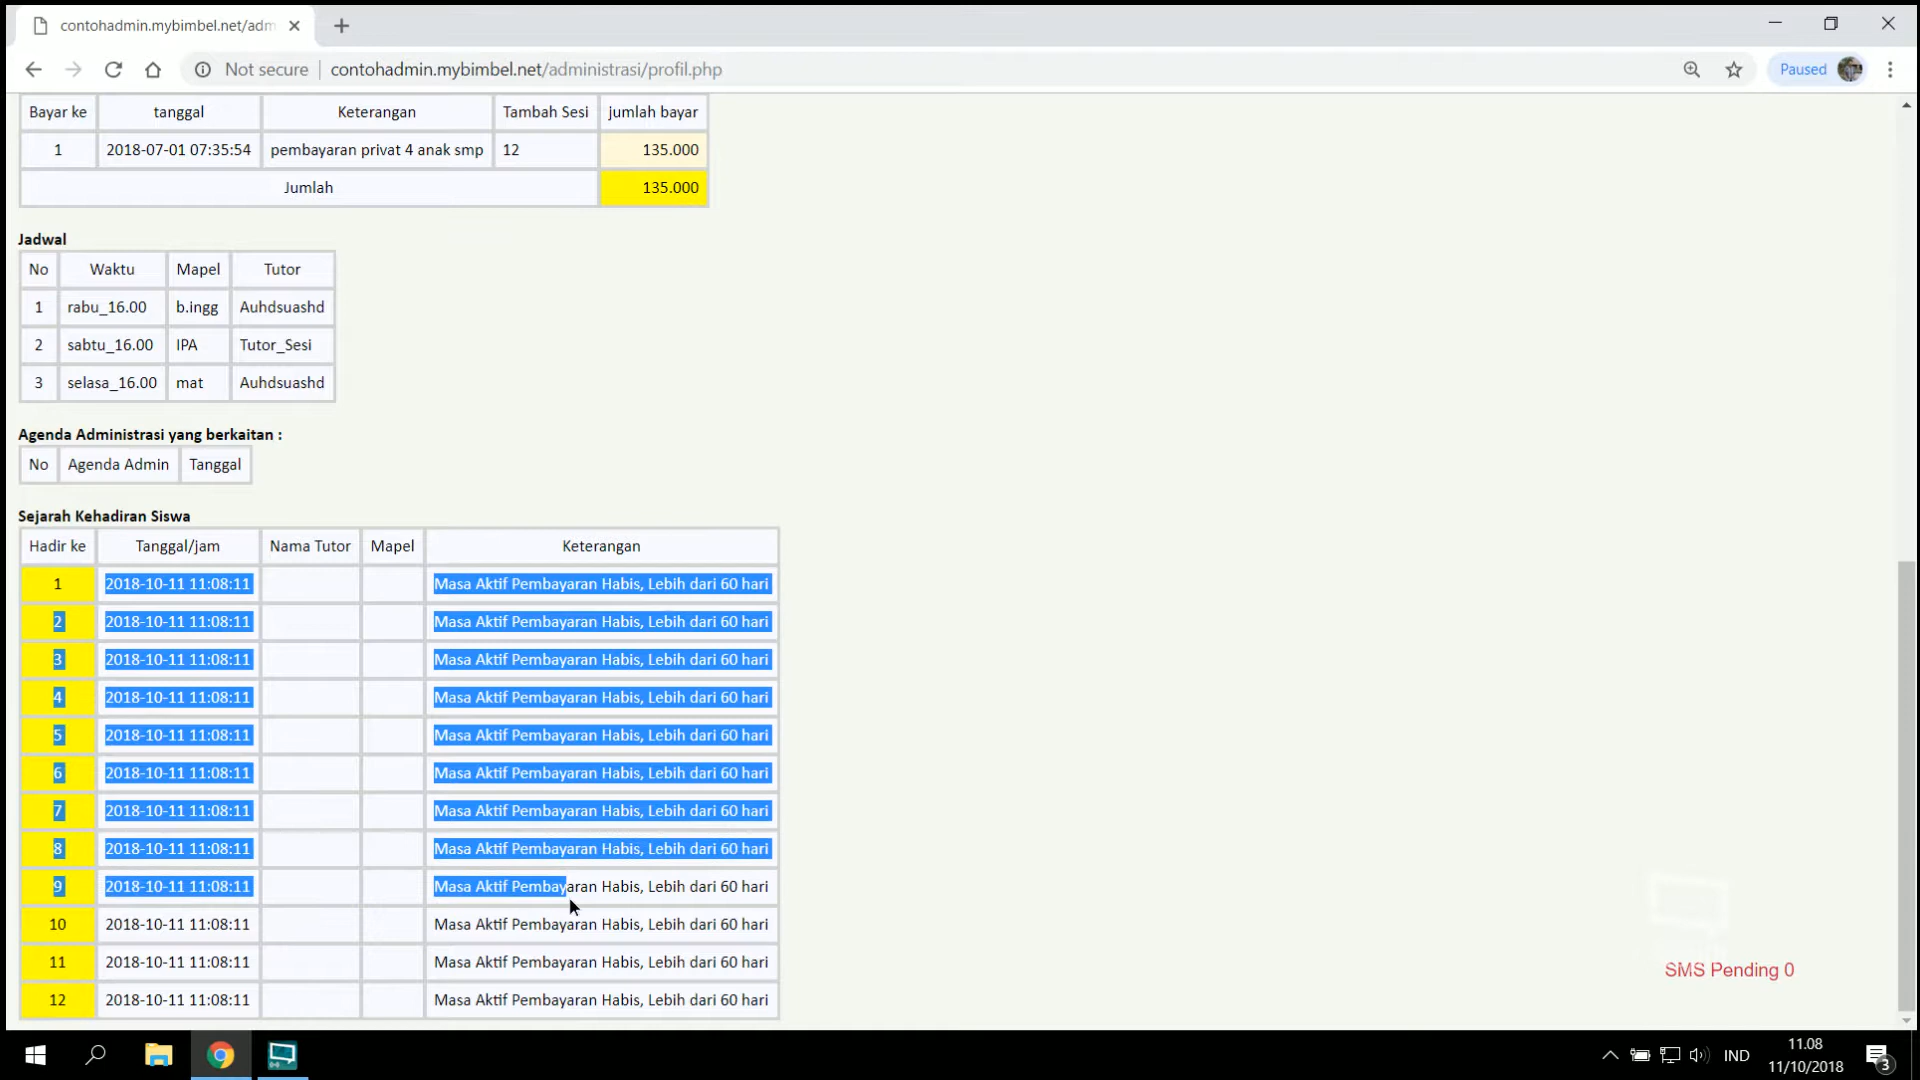 contohadmin.mybimbel.net/adm
Not secure
contohadmin.mybimbel.net/administrasi/profil.php
Paused
Bayar ke tanggal Keterangan Tambah Sesi jumlah bayar
1 2018-07-01 07:35:54 pembayaran privat 4 anak smp 12 135.000
Jumlah 135.000
Jadwal
No Waktu Mapel Tutor
1 rabu_16.00 b.ingg Auhdsuashd
2 sabtu_16.00 IPA Tutor_Sesi
3 selasa_16.00 mat Auhdsuashd
Agenda Administrasi yang berkaitan :
No Agenda Admin Tanggal
Sejarah Kehadiran Siswa
Hadir ke Tanggal/jam Nama Tutor Mapel Keterangan
1 2018-10-11 11:08:11 Masa Aktif Pembayaran Habis, Lebih dari 60 hari
2 2018-10-11 11:08:11 Masa Aktif Pembayaran Habis, Lebih dari 60 hari
3 2018-10-11 11:08:11 Masa Aktif Pembayaran Habis, Lebih dari 60 hari
4 2018-10-11 11:08:11 Masa Aktif Pembayaran Habis, Lebih dari 60 hari
5 2018-10-11 11:08:11 Masa Aktif Pembayaran Habis, Lebih dari 60 hari
6 2018-10-11 11:08:11 Masa Aktif Pembayaran Habis, Lebih dari 60 hari
7 2018-10-11 11:08:11 Masa Aktif Pembayaran Habis, Lebih dari 60 hari
8 2018-10-11 11:08:11 Masa Aktif Pembayaran Habis, Lebih dari 60 hari
9 2018-10-11 11:08:11 Masa Aktif Pembayaran Habis, Lebih dari 60 hari
10 2018-10-11 11:08:11 Masa Aktif Pembayaran Habis, Lebih dari 60 hari
11 2018-10-11 11:08:11 Masa Aktif Pembayaran Habis, Lebih dari 60 hari
12 2018-10-11 11:08:11 Masa Aktif Pembayaran Habis, Lebih dari 60 hari
SMS Pending 0
IND
11.08
11/10/2018
3